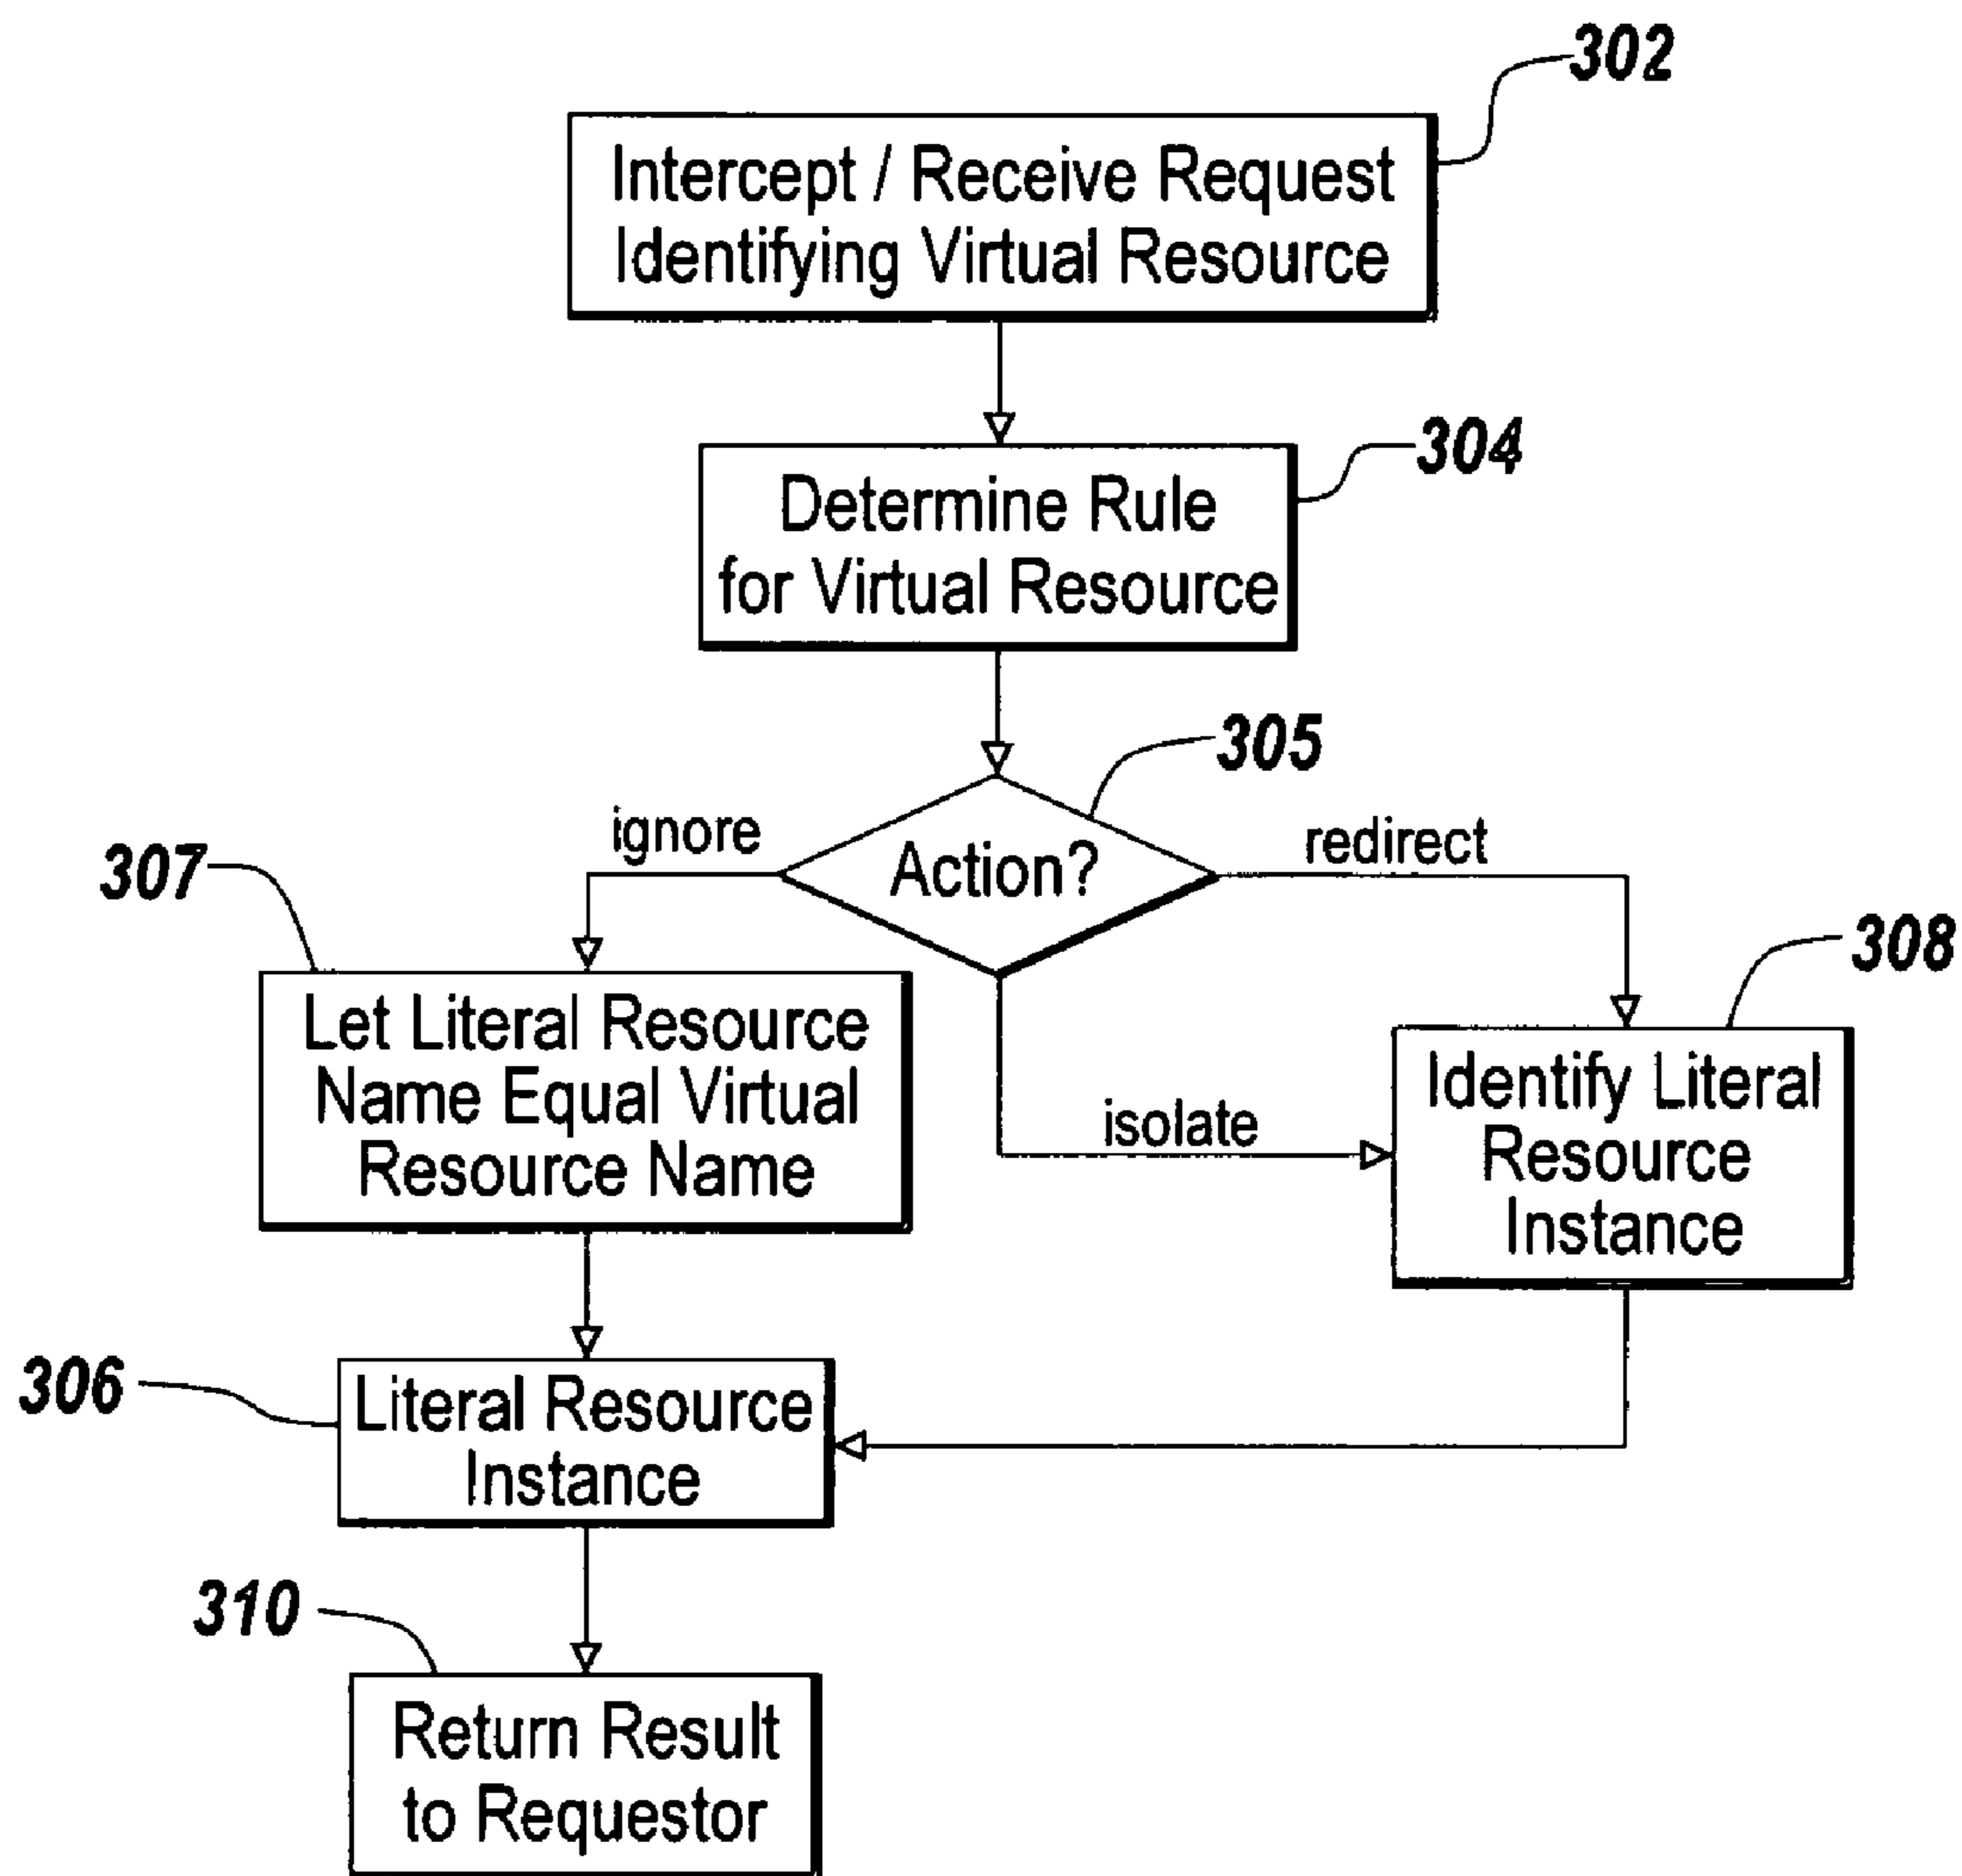 302
Intercept / Receive Request
Identifying Virtual Resource
304
Determine Rule
for Virtual Resource
305
ignore
Action?
redirect
307
308
Let Literal Resource
Name Equal Virtual
Resource Name
isolate
Identify Literal
Resource
Instance
306
Literal Resource
Instance
310
Return Result
to Requestor